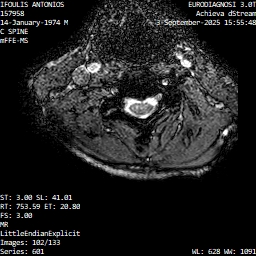 IFOULIS ANTONIOS
157958
14-January-1974 M
C SPINE
mFFE-MS
EURODIAGNOSI 3.0T
Achieva dStream
3-September-2025 15:55:48
ST: 3.00 SL: 41.01
RT: 753.59 ET: 20.80
FS: 3.00
MR
LittleEndianExplicit
Images: 102/133
Series: 601
WL: 628 WW: 1091